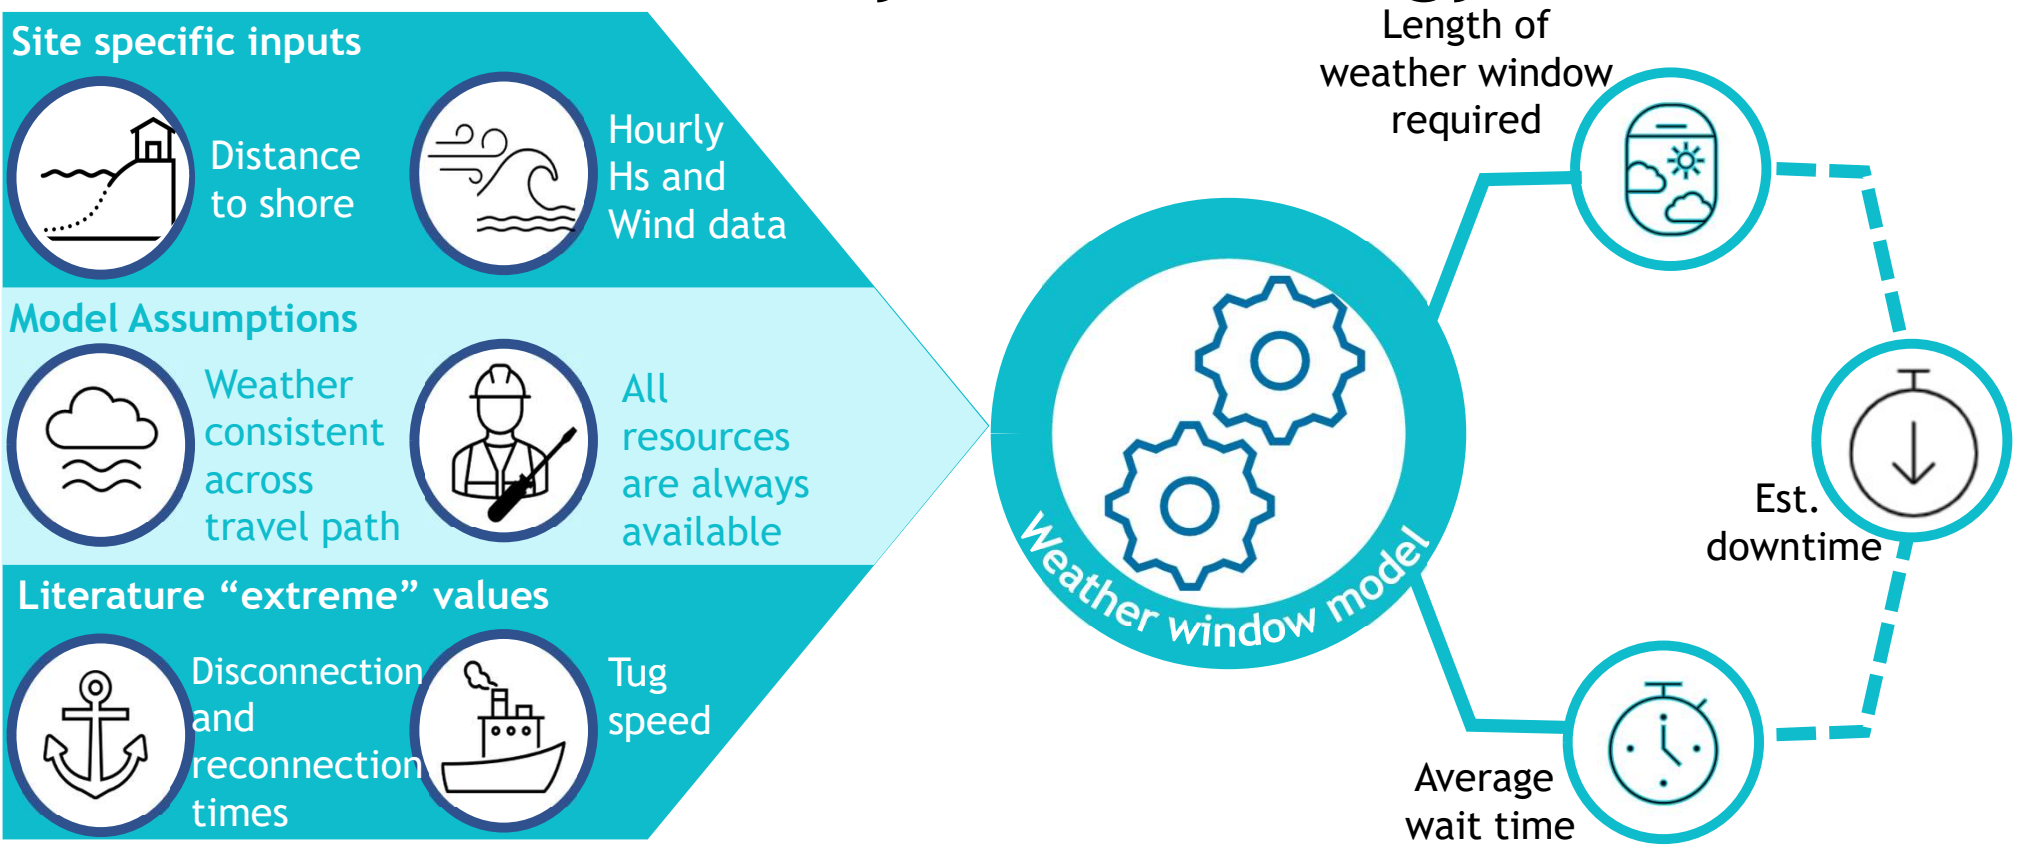 Site specific inputs
Distance
to shore
Hourly
Hs and
Wind data
Model Assumptions
Weather
consistent
across
travel path
All
resources
are always
available
Literature “extreme” values
Disconnection
and
reconnection
times
Tug
speed
Weather window model
Length of
weather window
required
Est.
downtime
Average
wait time